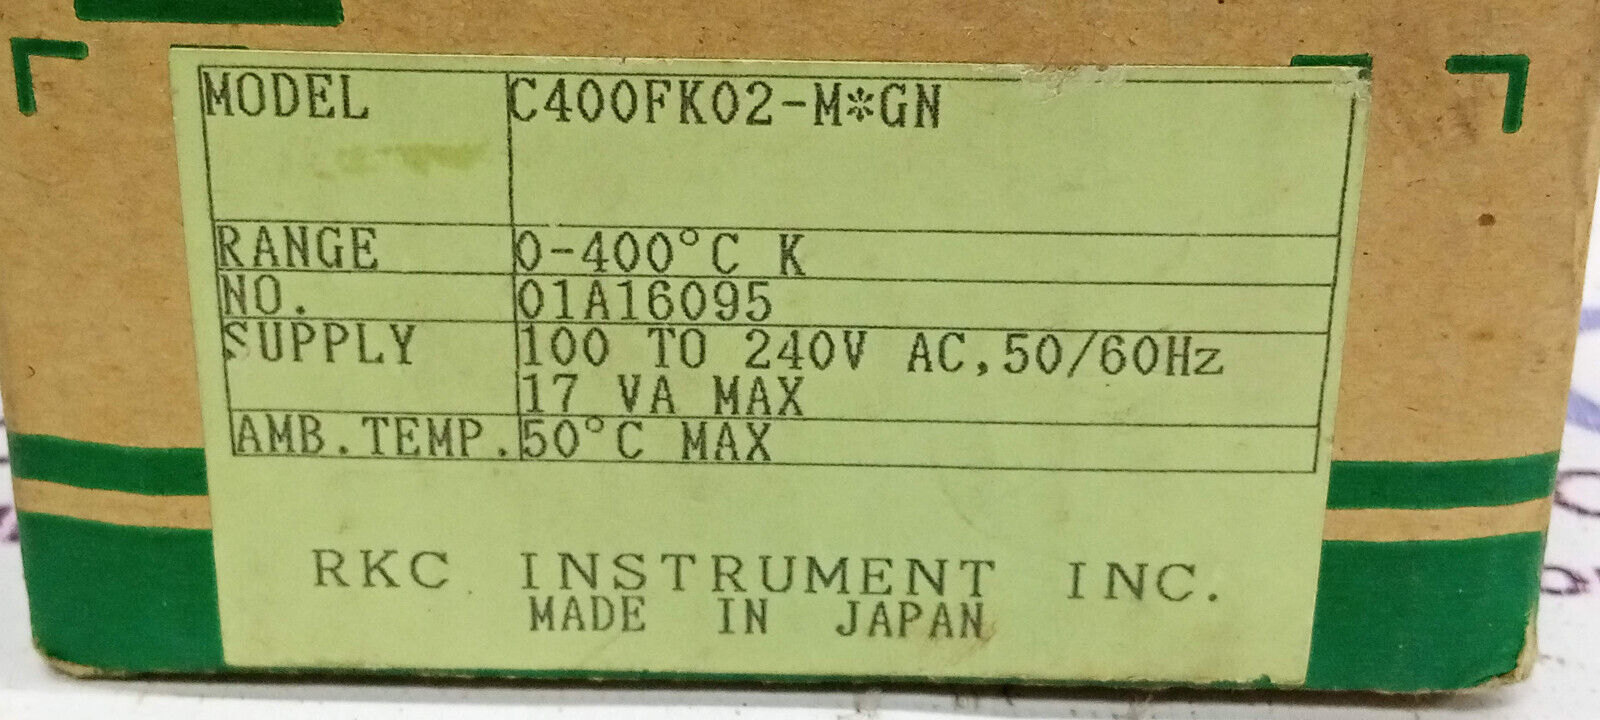 MODEL C400FK02-M*GN
RANGE 0-400°C K
NO. 01A16095
SUPPLY 100 TO 240V AC,50/60Hz
17 VA MAX
AMB.TEMP. 50°C MAX
RKC INSTRUMENT INC.
MADE IN JAPAN